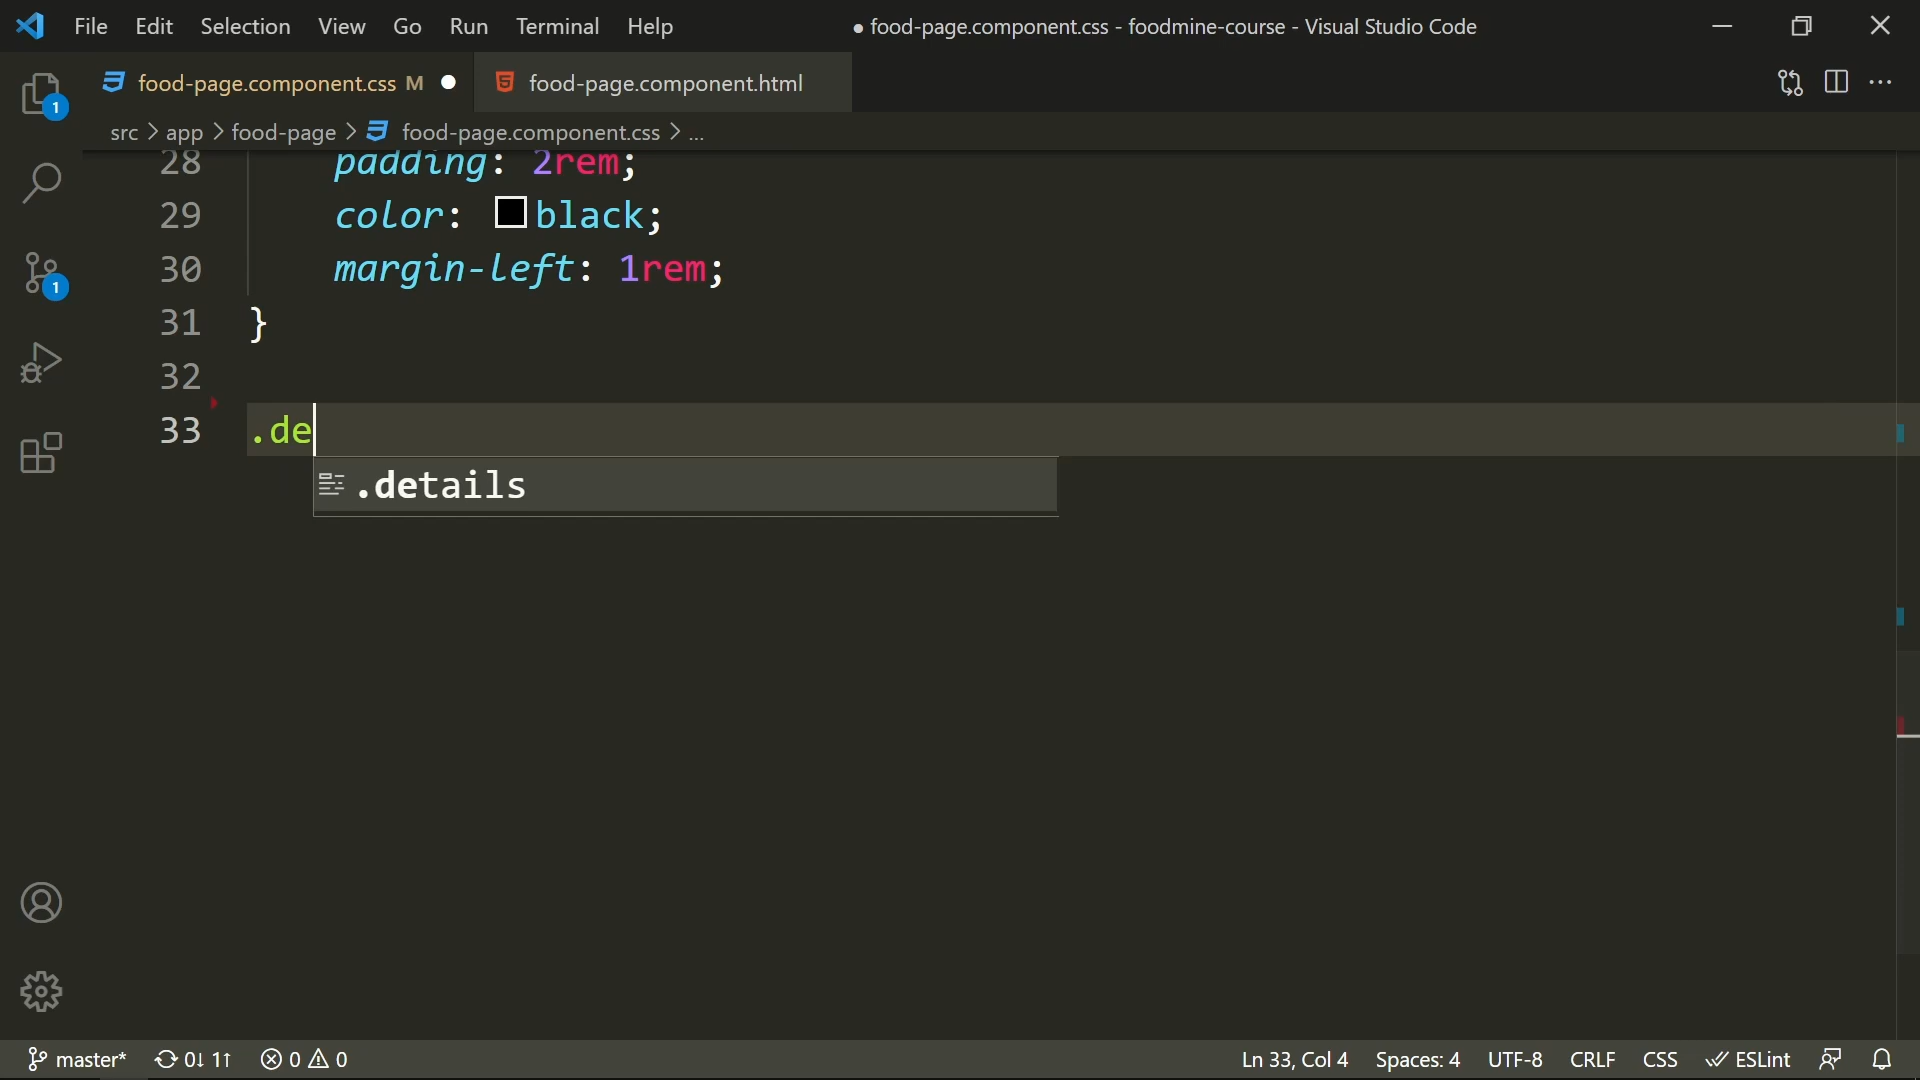 File Edit Selection View Go Run Terminal Help ● food-page.component.css - foodmine-course - Visual Studio Code
food-page.component.css M food-page.component.html
src > app > food-page > food-page.component.css > ...
28 padding: 2rem;
29 color: black;
30 margin-left: 1rem;
31 }
32
33 .de
.details
1
1
master* 0↓ 1↑ 0 0 Ln 33, Col 4 Spaces: 4 UTF-8 CRLF CSS ESLint